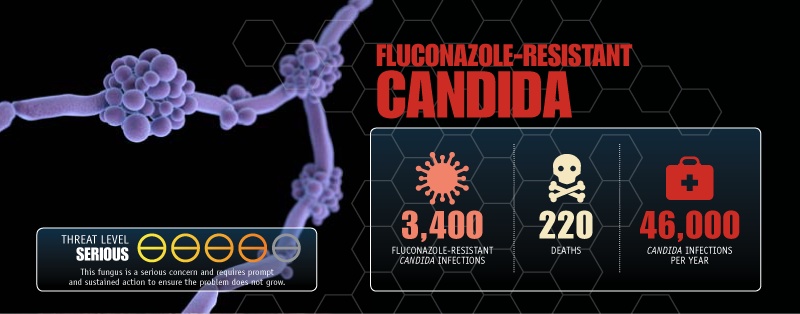 FLUCONAZOLE-RESISTANT
CANDIDA
3,400
FLUCONAZOLE-RESISTANT
CANDIDA INFECTIONS
220
DEATHS
46,000
CANDIDA INFECTIONS
PER YEAR
THREAT LEVEL
SERIOUS
This fungus is a serious concern and requires prompt
and sustained action to ensure the problem does not grow.